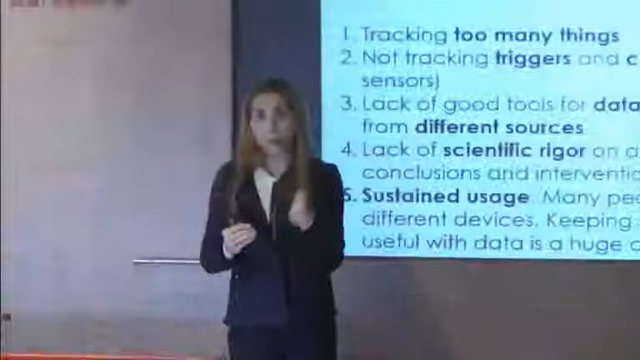 1. Tracking too many things
2. Not tracking triggers and
sensors)
3. Lack of good tools for data
from different sources
4. Lack of scientific rigor on
conclusions and
5. Sustained usage. Many
different devices. Keeping
useful with data is a huge